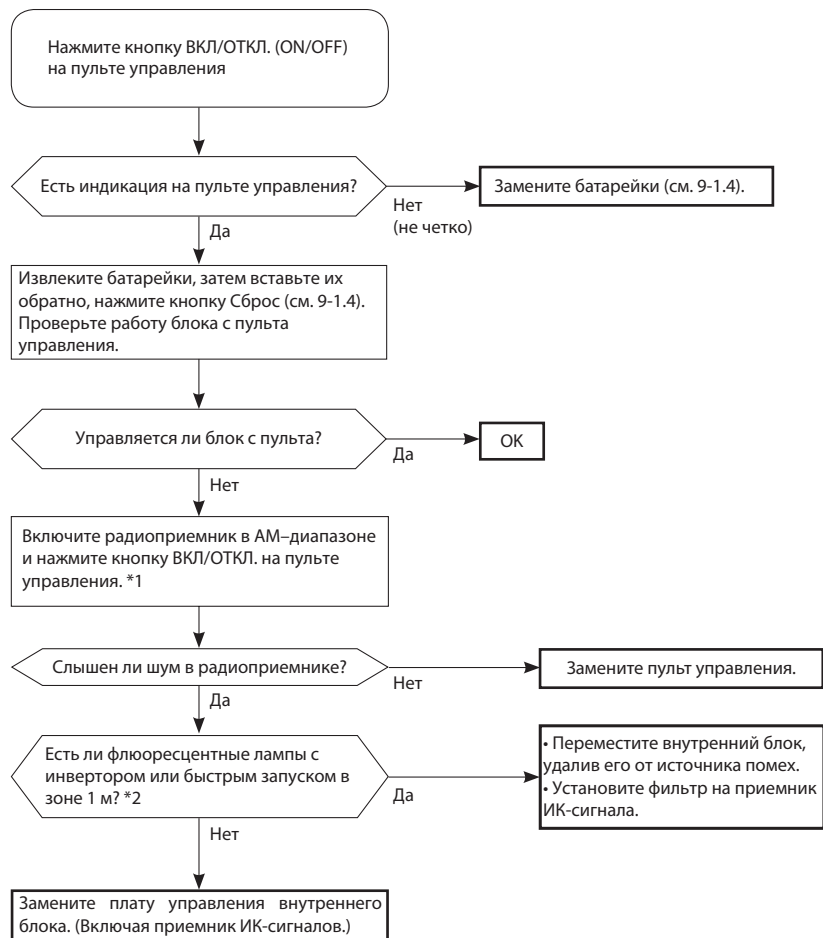 Нажмите кнопку ВКЛ/ОТКЛ. (ON/OFF)
на пульте управления
Есть индикация на пульте управления?
Замените батарейки (см. 9-1.4).
Нет
(не четко)
Да
Извлеките батарейки, затем вставьте их
обратно, нажмите кнопку Сброс (см. 9-1.4).
Проверьте работу блока с пульта
управления.
Управляется ли блок с пульта?
OK
Да
Нет
Включите радиоприемник в АМ–диапазоне
и нажмите кнопку ВКЛ/ОТКЛ. на пульте
управления. *1
Слышен ли шум в радиоприемнике?
Замените пульт управления.
Нет
Да
Есть ли флюоресцентные лампы с
инвертором или быстрым запуском в
зоне 1 м? *2
• Переместите внутренний блок,
удалив его от источника помех.
• Установите фильтр на приемник
ИК-сигнала.
Да
Нет
Замените плату управления внутреннего
блока. (Включая приемник ИК-сигналов.)